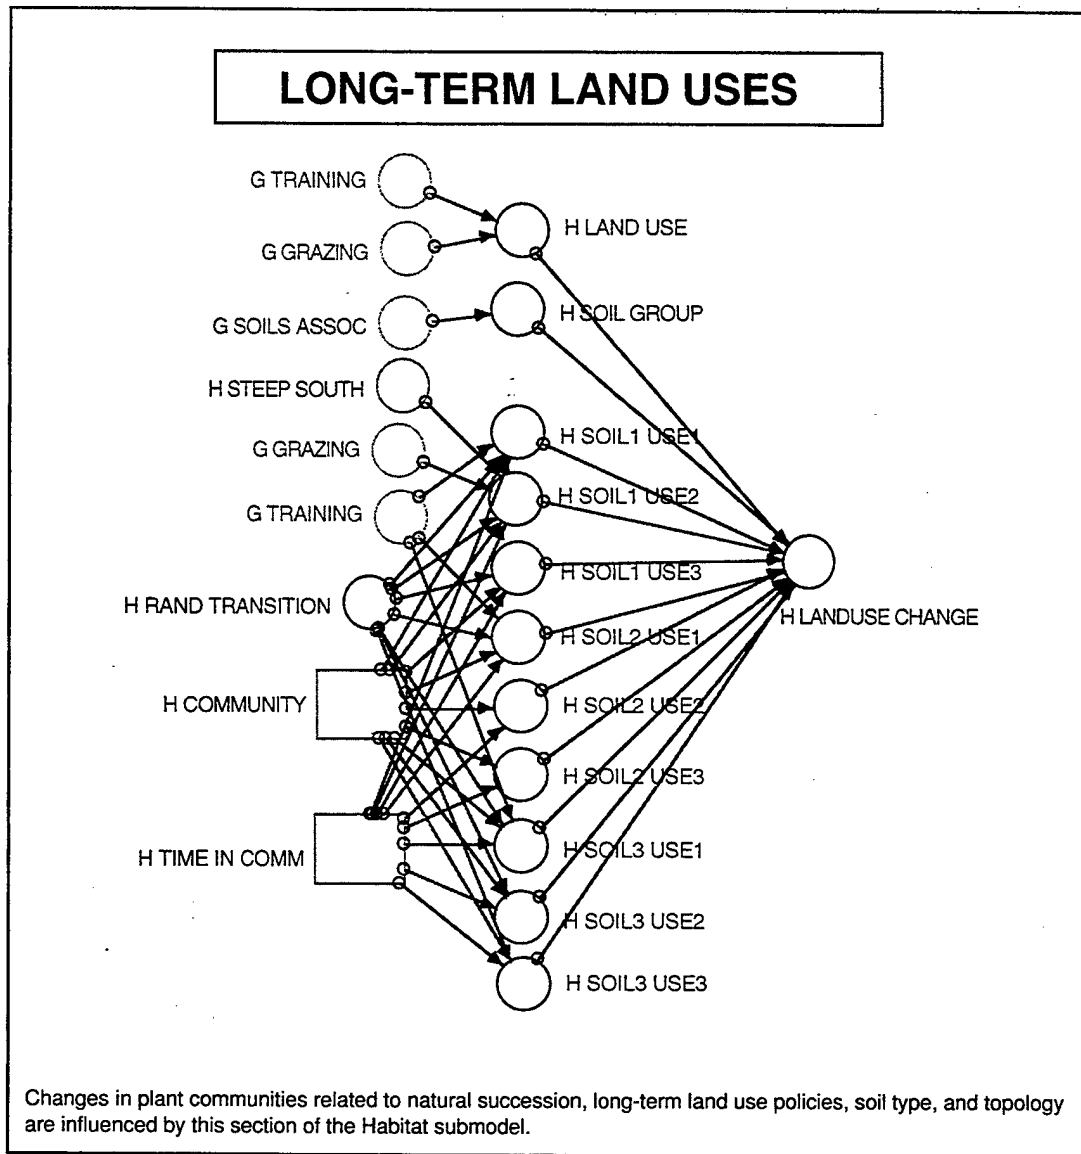 LONG-TERM LAND USES
G TRAINING
H LAND USE
G GRAZING
H SOIL GROUP
G SOILS ASSOC
H STEEP SOUTH
H SOIL1 USE1
G GRAZING
H SOIL1 USE2
G TRAINING
H SOIL1 USE3
H RAND TRANSITION
H LANDUSE CHANGE
H SOIL2 USE1
H COMMUNITY
H SOIL2 USE2
H SOIL2 USE3
H TIME IN COMM
H SOIL3 USE1
H SOIL3 USE2
H SOIL3 USE3
Changes in plant communities related to natural succession, long-term land use policies, soil type, and topology
are influenced by this section of the Habitat submodel.